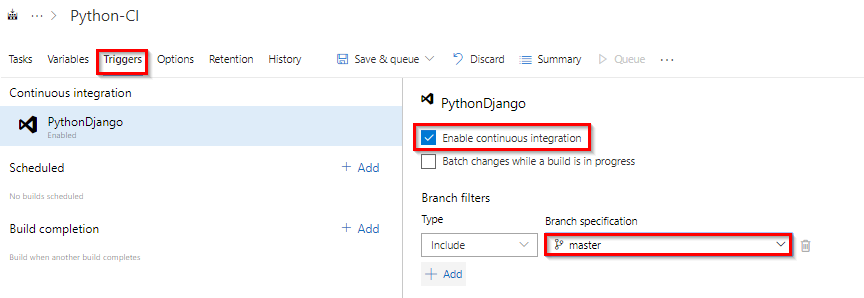 ··· > Python-CI
Tasks Variables Triggers Options Retention History Save & queue Discard Summary Queue ···
Continuous integration
PythonDjango
Enabled
Scheduled + Add
No builds scheduled
Build completion + Add
Build when another build completes
PythonDjango
Enable continuous integration
Batch changes while a build is in progress
Branch filters
Type Branch specification
Include master
+ Add